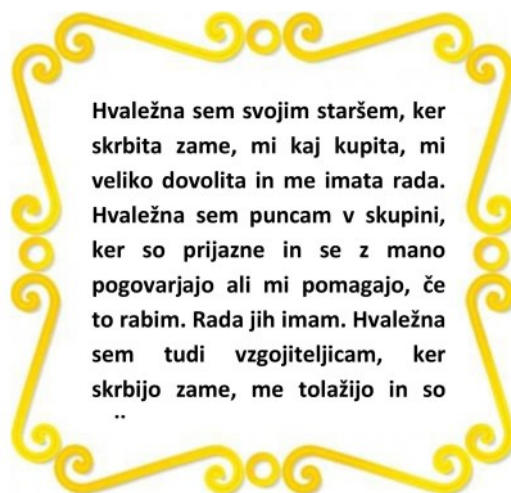 Hvaležna sem svojim staršem, ker
skrbita zame, mi kaj kupita, mi
veliko dovolita in me imata rada.
Hvaležna sem puncam v skupini,
ker so prijazne in se z mano
pogovarjajo ali mi pomagajo, če
to rabim. Rada jih imam. Hvaležna
sem tudi vzgojiteljicam, ker
skrbijo zame, me tolažijo in so